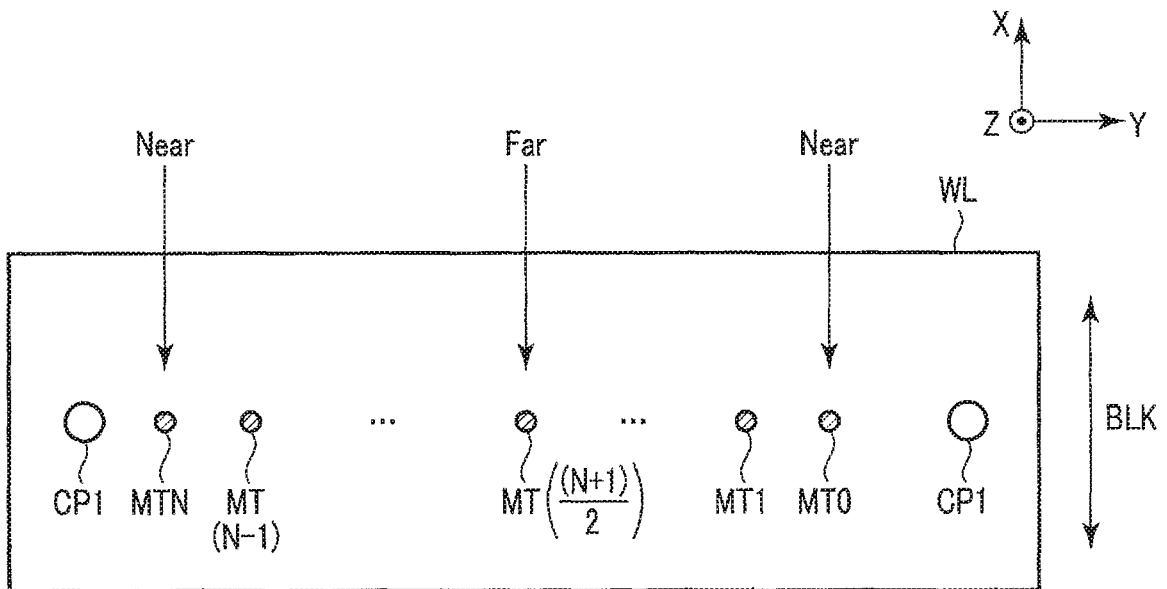 X
Z
Y
Near
Far
Near
WL
...
...
BLK
CP1
MTN
MT
(N-1)
MT((N+1)/2)
MT1
MT0
CP1